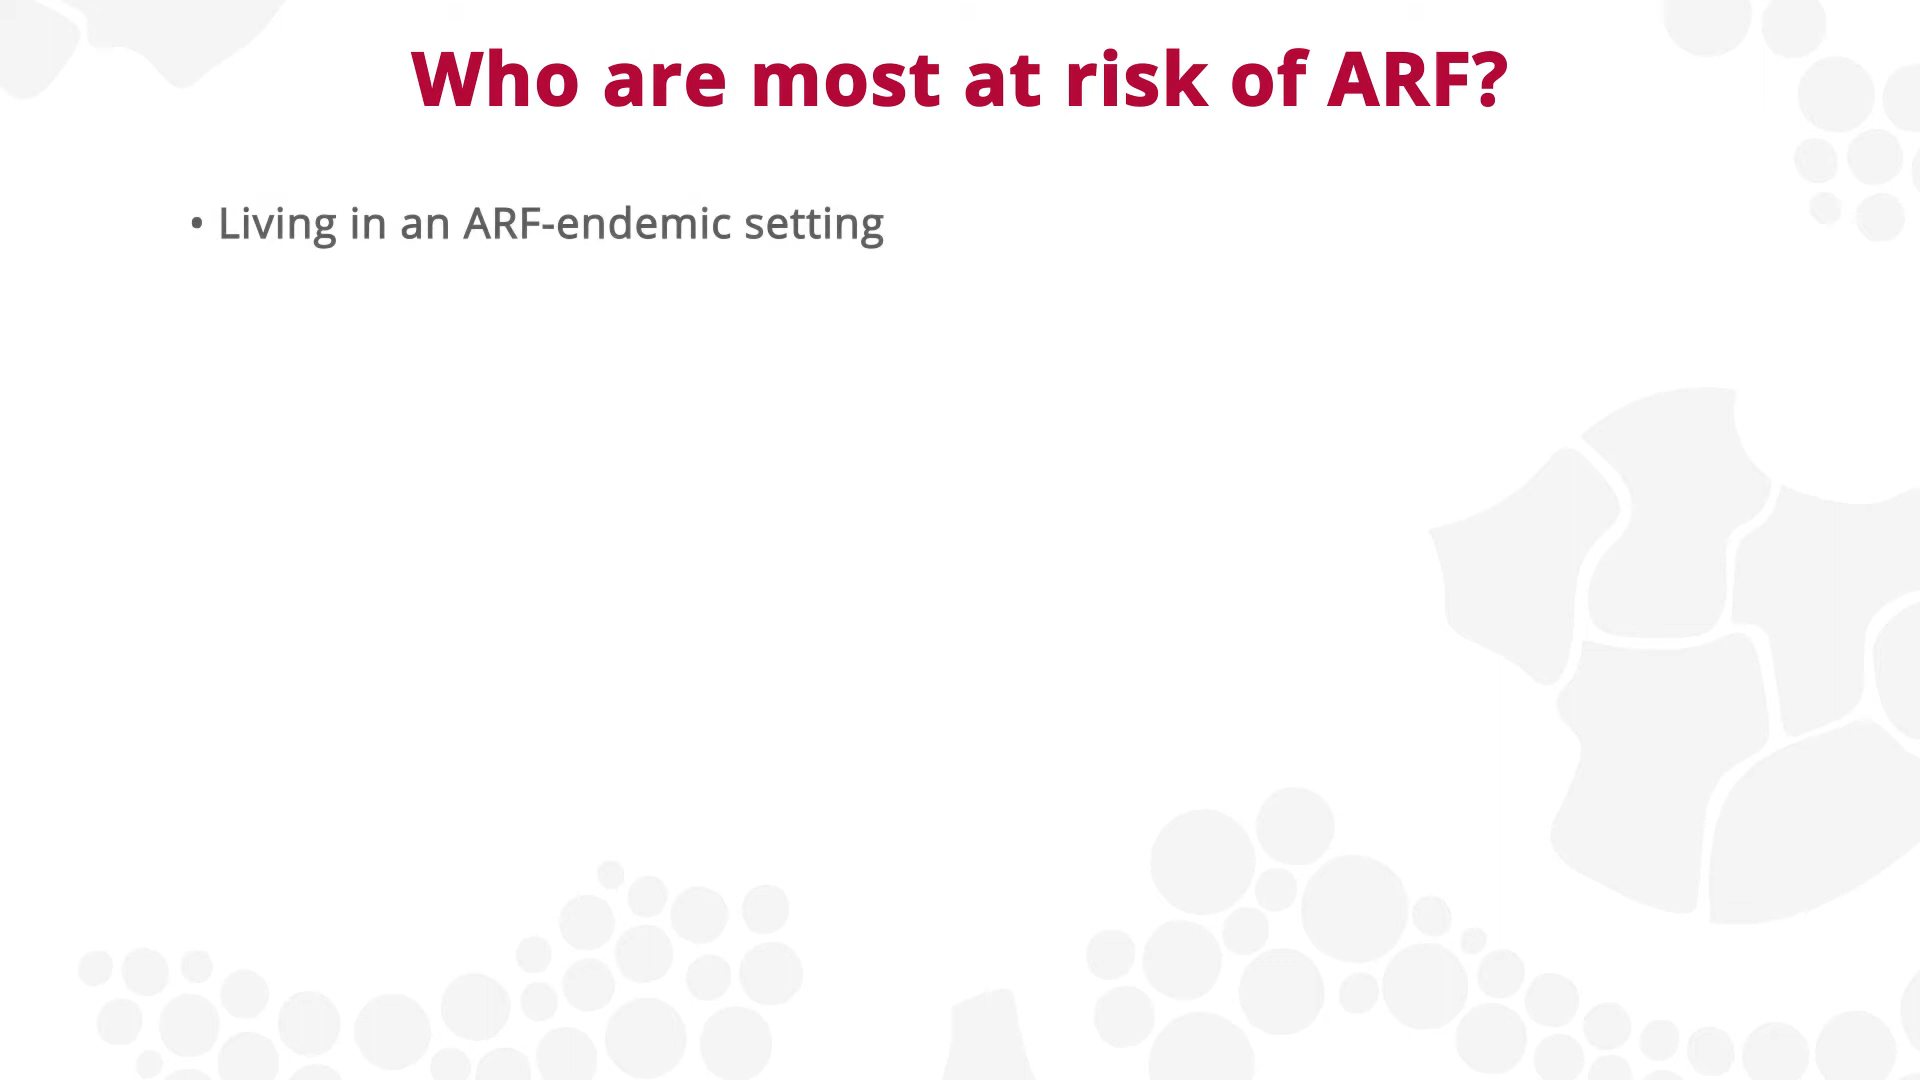 Who are most at risk of ARF?
• Living in an ARF-endemic setting